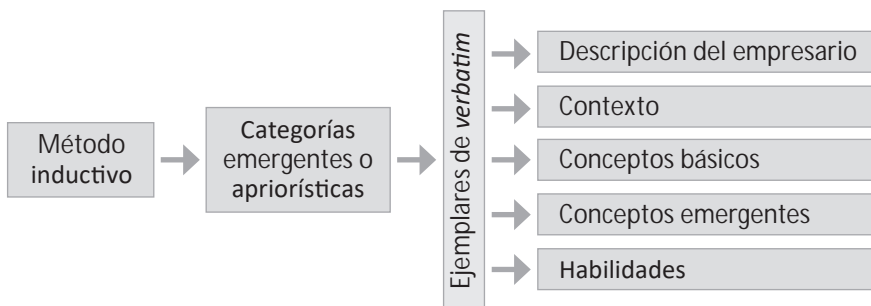 Método
inductivo
Categorías
emergentes o
apriorísticas
Ejemplares de verbatim
Descripción del empresario
Contexto
Conceptos básicos
Conceptos emergentes
Habilidades